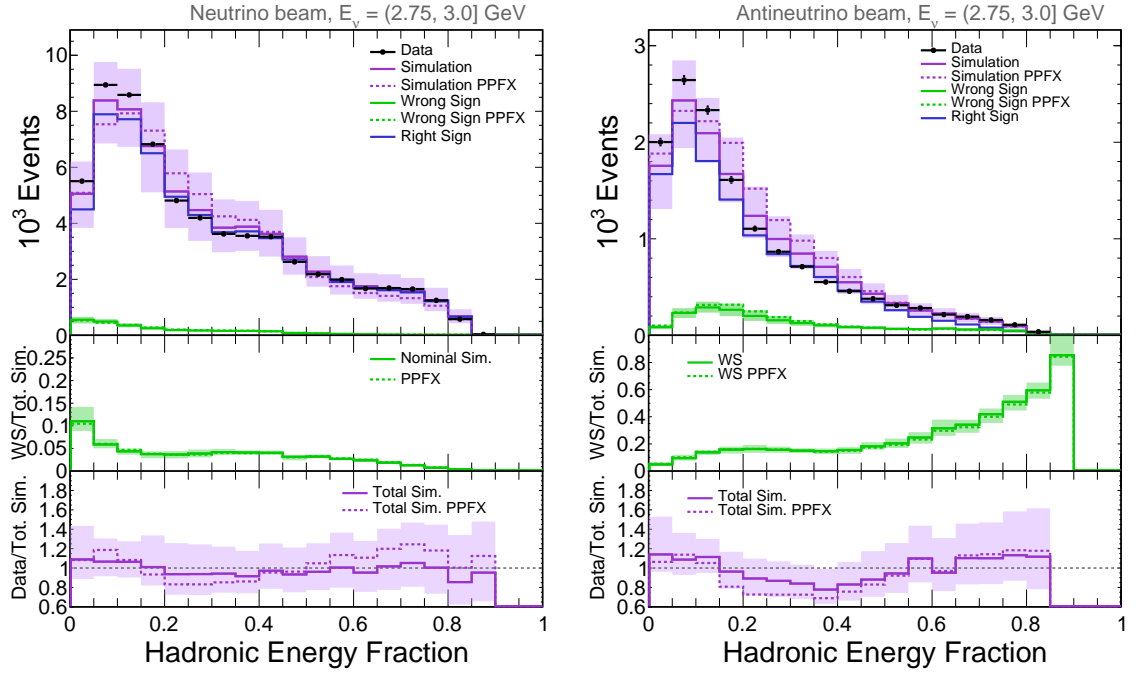 Neutrino beam, Eν = (2.75, 3.0] GeV
10³ Events
10
8
6
4
2
0
Data
Simulation
Simulation PPFX
Wrong Sign
Wrong Sign PPFX
Right Sign
WS/Tot. Sim.
0.25
0.2
0.15
0.1
0.05
0
Nominal Sim.
PPFX
Data/Tot. Sim.
1.8
1.6
1.4
1.2
1
0.8
0.6
Total Sim.
Total Sim. PPFX
0 0.2 0.4 0.6 0.8 1
Hadronic Energy Fraction
Antineutrino beam, Eν = (2.75, 3.0] GeV
10³ Events
3
2
1
0
Data
Simulation
Simulation PPFX
Wrong Sign
Wrong Sign PPFX
Right Sign
WS/Tot. Sim.
0.8
0.6
0.4
0.2
0
WS
WS PPFX
Data/Tot. Sim.
1.8
1.6
1.4
1.2
1
0.8
0.6
Total Sim.
Total Sim. PPFX
0 0.2 0.4 0.6 0.8 1
Hadronic Energy Fraction